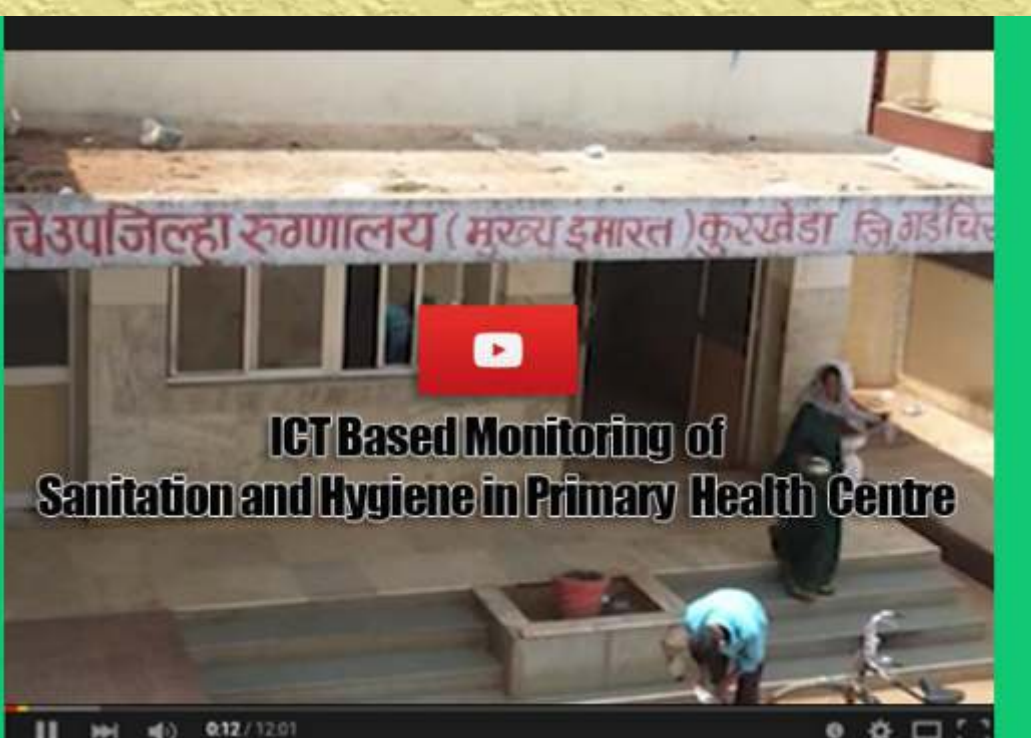 चेउपजिल्हा रुग्णालय ( मुख्य इमारत )कुरखेडा जि.गडचिर
ICT Based Monitoring of
Sanitation and Hygiene in Primary Health Centre
0:12 / 12:01